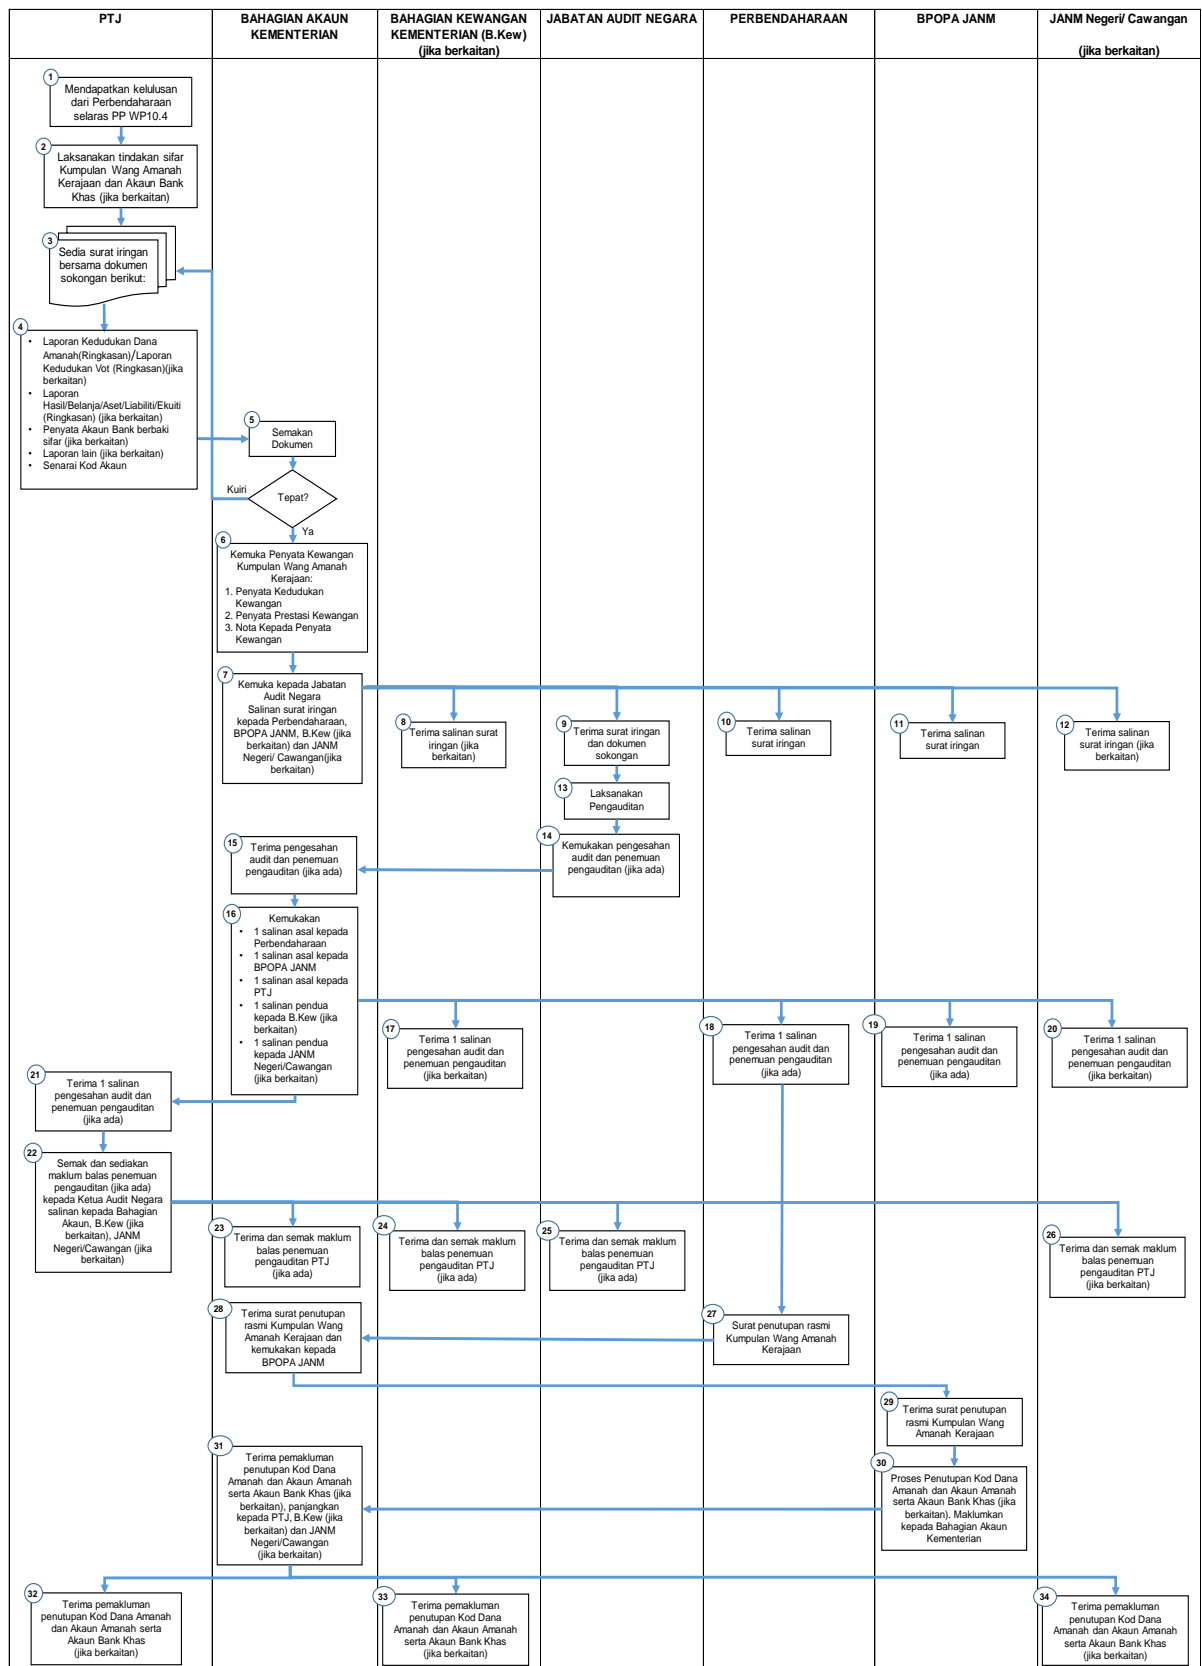 PTJ
BAHAGIAN AKAUN
KEMENTERIAN
BAHAGIAN KEWANGAN
KEMENTERIAN (B.Kew)
(jika berkaitan)
JABATAN AUDIT NEGARA
PERBENDAHARAAN
BPOPA JANM
JANM Negeri/ Cawangan
(jika berkaitan)
1
Mendapatkan kelulusan
dari Perbendaharaan
selaras PP WP10.4
2
Laksanakan tindakan sifar
Kumpulan Wang Amanah
Kerajaan dan Akaun Bank
Khas (jika berkaitan)
3
Sedia surat iringan
bersama dokumen
sokongan berikut:
4
• Laporan Kedudukan Dana
Amanah(Ringkasan)/Laporan
Kedudukan Vot (Ringkasan)(jika
berkaitan)
• Laporan
Hasil/Belanja/Aset/Liabiliti/Ekuiti
(Ringkasan) (jika berkaitan)
• Penyata Akaun Bank berbaki
sifar (jika berkaitan)
• Laporan lain (jika berkaitan)
• Senarai Kod Akaun
5
Semakan
Dokumen
Kuiri
Tepat?
Ya
6
Kemuka Penyata Kewangan
Kumpulan Wang Amanah
Kerajaan:
1. Penyata Kedudukan
Kewangan
2. Penyata Prestasi Kewangan
3. Nota Kepada Penyata
Kewangan
7
Kemuka kepada Jabatan
Audit Negara
Salinan surat iringan
kepada Perbendaharaan,
BPOPA JANM, B.Kew (jika
berkaitan) dan JANM
Negeri/ Cawangan(jika
berkaitan)
8
Terima salinan surat
iringan (jika
berkaitan)
9
Terima surat iringan
dan dokumen
sokongan
10
Terima salinan
surat iringan
11
Terima salinan
surat iringan
12
Terima salinan
surat iringan (jika
berkaitan)
13
Laksanakan
Pengauditan
14
Kemukakan pengesahan
audit dan penemuan
pengauditan (jika ada)
15
Terima pengesahan
audit dan penemuan
pengauditan (jika ada)
16
Kemukakan
• 1 salinan asal kepada
Perbendaharaan
• 1 salinan asal kepada
BPOPA JANM
• 1 salinan asal kepada
PTJ
• 1 salinan pendua
kepada B.Kew (jika
berkaitan)
• 1 salinan pendua
kepada JANM
Negeri/Cawangan
(jika berkaitan)
17
Terima 1 salinan
pengesahan audit dan
penemuan pengauditan
(jika berkaitan)
18
Terima 1 salinan
pengesahan audit dan
penemuan pengauditan
(jika ada)
19
Terima 1 salinan
pengesahan audit dan
penemuan pengauditan
(jika ada)
20
Terima 1 salinan
pengesahan audit dan
penemuan pengauditan
(jika berkaitan)
21
Terima 1 salinan
pengesahan audit dan
penemuan pengauditan
(jika ada)
22
Semak dan sediakan
maklum balas penemuan
pengauditan (jika ada)
kepada Ketua Audit Negara
salinan kepada Bahagian
Akaun, B.Kew (jika
berkaitan), JANM
Negeri/Cawangan (jika
berkaitan)
23
Terima dan semak maklum
balas penemuan
pengauditan PTJ
(jika ada)
24
Terima dan semak maklum
balas penemuan
pengauditan PTJ
(jika ada)
25
Terima dan semak maklum
balas penemuan
pengauditan PTJ
(jika ada)
26
Terima dan semak maklum
balas penemuan
pengauditan PTJ
(jika berkaitan)
27
Surat penutupan rasmi
Kumpulan Wang Amanah
Kerajaan
28
Terima surat penutupan
rasmi Kumpulan Wang
Amanah Kerajaan dan
kemukakan kepada
BPOPA JANM
29
Terima surat penutupan
rasmi Kumpulan Wang
Amanah Kerajaan
30
Proses Penutupan Kod Dana
Amanah dan Akaun Amanah
serta Akaun Bank Khas (jika
berkaitan). Maklumkan
kepada Bahagian Akaun
Kementerian
31
Terima pemakluman
penutupan Kod Dana
Amanah dan Akaun Amanah
serta Akaun Bank Khas (jika
berkaitan), panjangkan
kepada PTJ, B.Kew (jika
berkaitan) dan JANM
Negeri/Cawangan
(jika berkaitan)
32
Terima pemakluman
penutupan Kod Dana Amanah
dan Akaun Amanah serta
Akaun Bank Khas
(jika berkaitan)
33
Terima pemakluman
penutupan Kod Dana
Amanah dan Akaun Amanah
serta Akaun Bank Khas
(jika berkaitan)
34
Terima pemakluman
penutupan Kod Dana
Amanah dan Akaun Amanah
serta Akaun Bank Khas
(jika berkaitan)